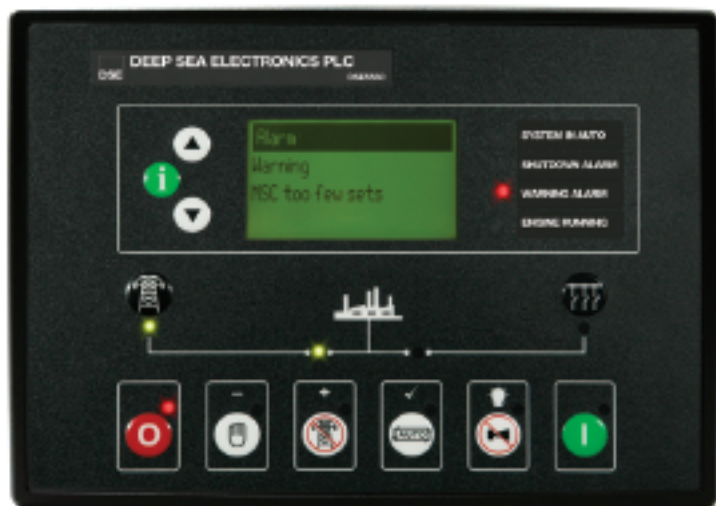 DEEP SEA ELECTRONICS PLC
DSE
Alarm
Warning
MSC too few sets
SYSTEM IN AUTO
SHUTDOWN ALARM
WARNING ALARM
ENGINE RUNNING
i
− + ✓
O
I